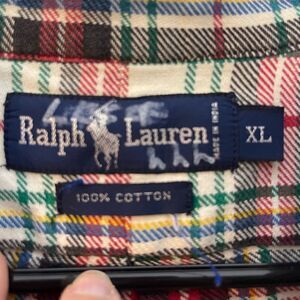 Ralph Lauren
MADE IN INDIA
XL
100% COTTON